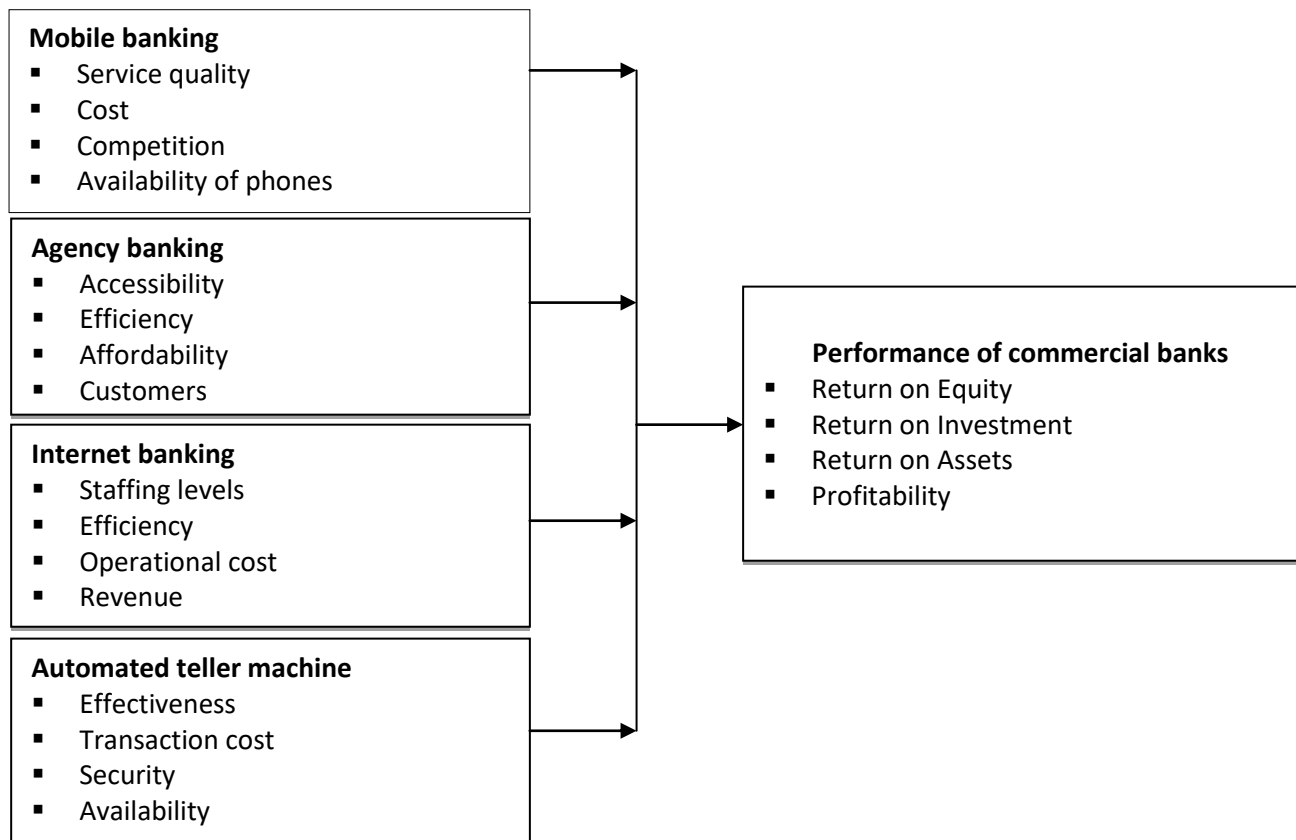 Mobile banking
▪ Service quality
▪ Cost
▪ Competition
▪ Availability of phones
Agency banking
▪ Accessibility
▪ Efficiency
▪ Affordability
▪ Customers
Internet banking
▪ Staffing levels
▪ Efficiency
▪ Operational cost
▪ Revenue
Automated teller machine
▪ Effectiveness
▪ Transaction cost
▪ Security
▪ Availability
Performance of commercial banks
▪ Return on Equity
▪ Return on Investment
▪ Return on Assets
▪ Profitability